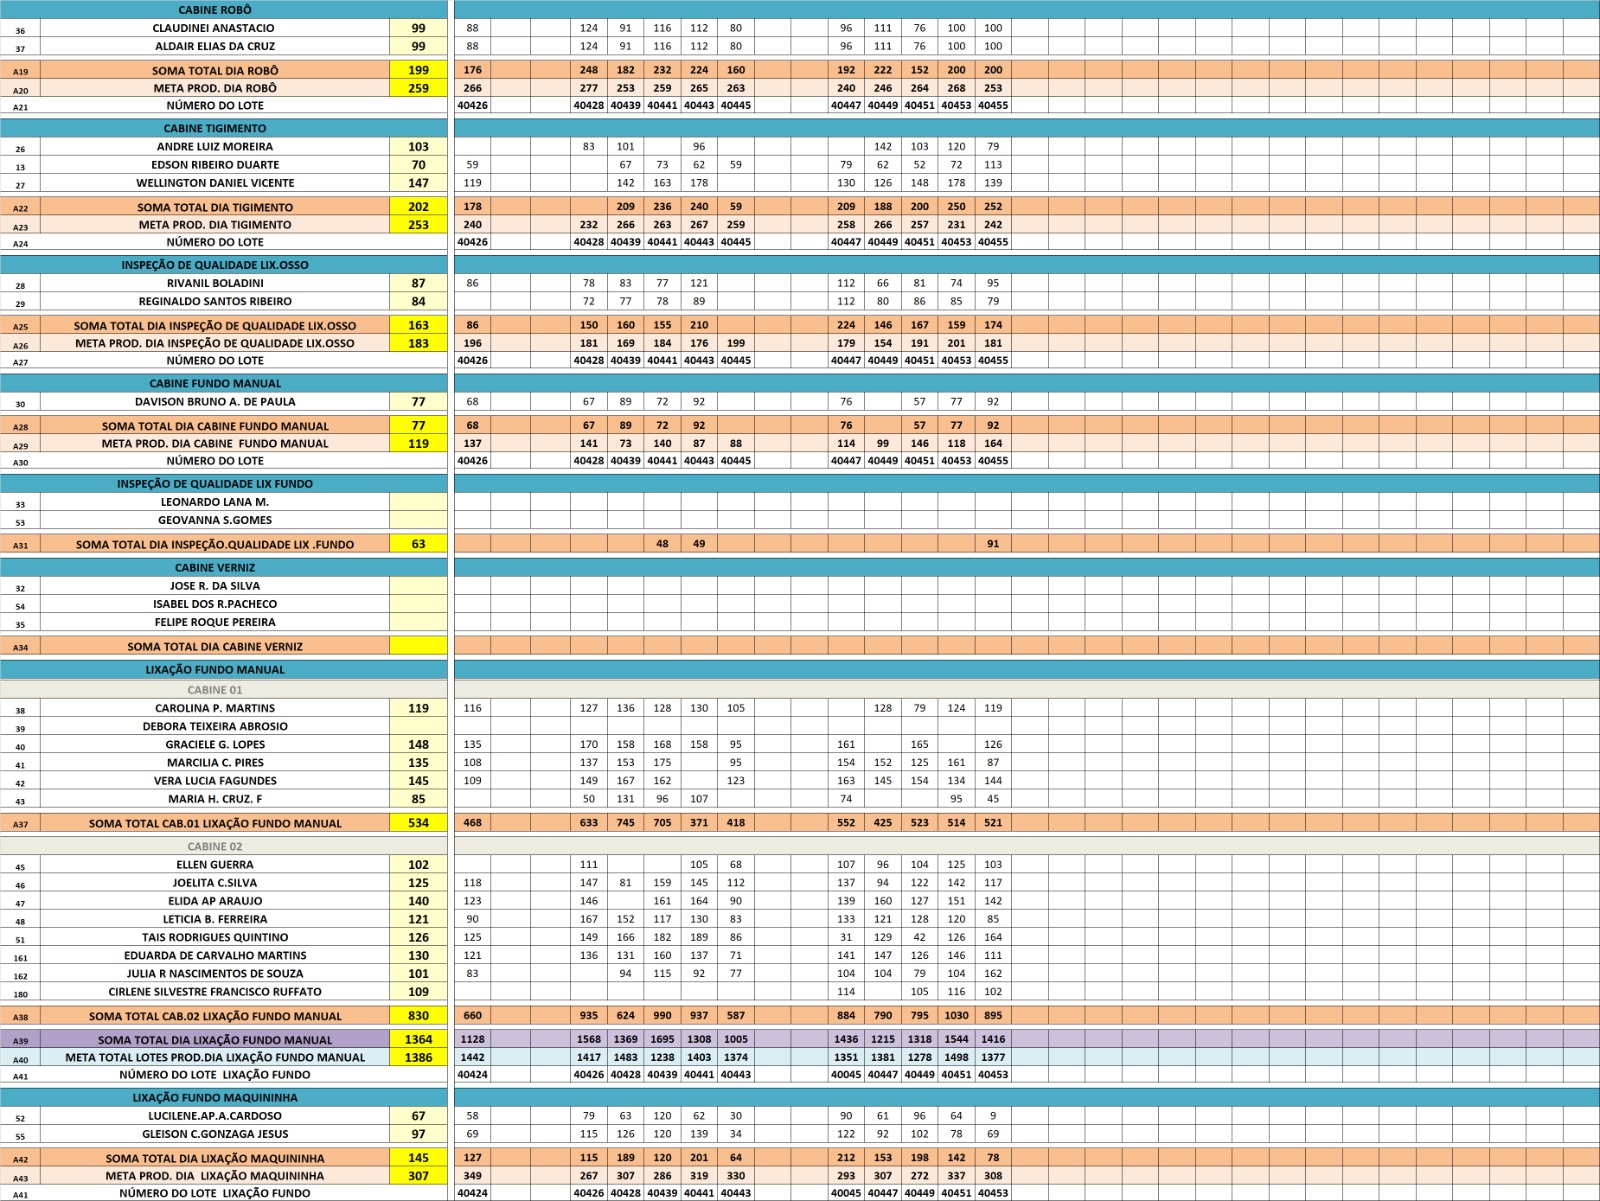 CABINE ROBÔ
36 CLAUDINEI ANASTACIO 99 88 124 91 116 112 80 96 111 76 100 100
37 ALDAIR ELIAS DA CRUZ 99 88 124 91 116 112 80 96 111 76 100 100
A19 SOMA TOTAL DIA ROBÔ 199 176 248 182 232 224 160 192 222 152 200 200
A20 META PROD. DIA ROBÔ 259 266 277 253 259 265 263 240 246 264 268 253
A21 NÚMERO DO LOTE 40426 40428 40439 40441 40443 40445 40447 40449 40451 40453 40455
CABINE TIGIMENTO
26 ANDRE LUIZ MOREIRA 103 83 101 96 142 103 120 79
13 EDSON RIBEIRO DUARTE 70 59 67 73 62 59 79 62 52 72 113
27 WELLINGTON DANIEL VICENTE 147 119 142 163 178 130 126 148 178 139
A22 SOMA TOTAL DIA TIGIMENTO 202 178 209 236 240 59 209 188 200 250 252
A23 META PROD. DIA TIGIMENTO 253 240 232 266 263 267 259 258 266 257 231 242
A24 NÚMERO DO LOTE 40426 40428 40439 40441 40443 40445 40447 40449 40451 40453 40455
INSPEÇÃO DE QUALIDADE LIX.OSSO
28 RIVANIL BOLADINI 87 86 78 83 77 121 112 66 81 74 95
29 REGINALDO SANTOS RIBEIRO 84 72 77 78 89 112 80 86 85 79
A25 SOMA TOTAL DIA INSPEÇÃO DE QUALIDADE LIX.OSSO 163 86 150 160 155 210 224 146 167 159 174
A26 META PROD. DIA INSPEÇÃO DE QUALIDADE LIX.OSSO 183 196 181 169 184 176 199 179 154 191 201 181
A27 NÚMERO DO LOTE 40426 40428 40439 40441 40443 40445 40447 40449 40451 40453 40455
CABINE FUNDO MANUAL
30 DAVISON BRUNO A. DE PAULA 77 68 67 89 72 92 76 57 77 92
A28 SOMA TOTAL DIA CABINE FUNDO MANUAL 77 68 67 89 72 92 76 57 77 92
A29 META PROD. DIA CABINE FUNDO MANUAL 119 137 141 73 140 87 88 114 99 146 118 164
A30 NÚMERO DO LOTE 40426 40428 40439 40441 40443 40445 40447 40449 40451 40453 40455
INSPEÇÃO DE QUALIDADE LIX FUNDO
33 LEONARDO LANA M.
53 GEOVANNA S.GOMES
A31 SOMA TOTAL DIA INSPEÇÃO.QUALIDADE LIX .FUNDO 63 48 49 91
CABINE VERNIZ
32 JOSE R. DA SILVA
54 ISABEL DOS R.PACHECO
35 FELIPE ROQUE PEREIRA
A34 SOMA TOTAL DIA CABINE VERNIZ
LIXAÇÃO FUNDO MANUAL
CABINE 01
38 CAROLINA P. MARTINS 119 116 127 136 128 130 105 128 79 124 119
39 DEBORA TEIXEIRA ABROSIO
40 GRACIELE G. LOPES 148 135 170 158 168 158 95 161 165 126
41 MARCILIA C. PIRES 135 108 137 153 175 95 154 152 125 161 87
42 VERA LUCIA FAGUNDES 145 109 149 167 162 123 163 145 154 134 144
43 MARIA H. CRUZ. F 85 50 131 96 107 74 95 45
A37 SOMA TOTAL CAB.01 LIXAÇÃO FUNDO MANUAL 534 468 633 745 705 371 418 552 425 523 514 521
CABINE 02
45 ELLEN GUERRA 102 111 105 68 107 96 104 125 103
46 JOELITA C.SILVA 125 118 147 81 159 145 112 137 94 122 142 117
47 ELIDA AP ARAUJO 140 123 146 161 164 90 139 160 127 151 142
48 LETICIA B. FERREIRA 121 90 167 152 117 130 83 133 121 128 120 85
51 TAIS RODRIGUES QUINTINO 126 125 149 166 182 189 86 31 129 42 126 164
161 EDUARDA DE CARVALHO MARTINS 130 121 136 131 160 137 71 141 147 126 146 111
162 JULIA R NASCIMENTOS DE SOUZA 101 83 94 115 92 77 104 104 79 104 162
180 CIRLENE SILVESTRE FRANCISCO RUFFATO 109 114 105 116 102
A38 SOMA TOTAL CAB.02 LIXAÇÃO FUNDO MANUAL 830 660 935 624 990 937 587 884 790 795 1030 895
A39 SOMA TOTAL DIA LIXAÇÃO FUNDO MANUAL 1364 1128 1568 1369 1695 1308 1005 1436 1215 1318 1544 1416
A40 META TOTAL LOTES PROD.DIA LIXAÇÃO FUNDO MANUAL 1386 1442 1417 1483 1238 1403 1374 1351 1381 1278 1498 1377
A41 NÚMERO DO LOTE LIXAÇÃO FUNDO 40424 40426 40428 40439 40441 40443 40045 40447 40449 40451 40453
LIXAÇÃO FUNDO MAQUININHA
52 LUCILENE.AP.A.CARDOSO 67 58 79 63 120 62 30 90 61 96 64 9
55 GLEISON C.GONZAGA JESUS 97 69 115 126 120 139 34 122 92 102 78 69
A42 SOMA TOTAL DIA LIXAÇÃO MAQUININHA 145 127 115 189 120 201 64 212 153 198 142 78
A43 META PROD. DIA LIXAÇÃO MAQUININHA 307 349 267 307 286 319 330 293 307 272 337 308
A41 NÚMERO DO LOTE LIXAÇÃO FUNDO 40424 40426 40428 40439 40441 40443 40045 40447 40449 40451 40453